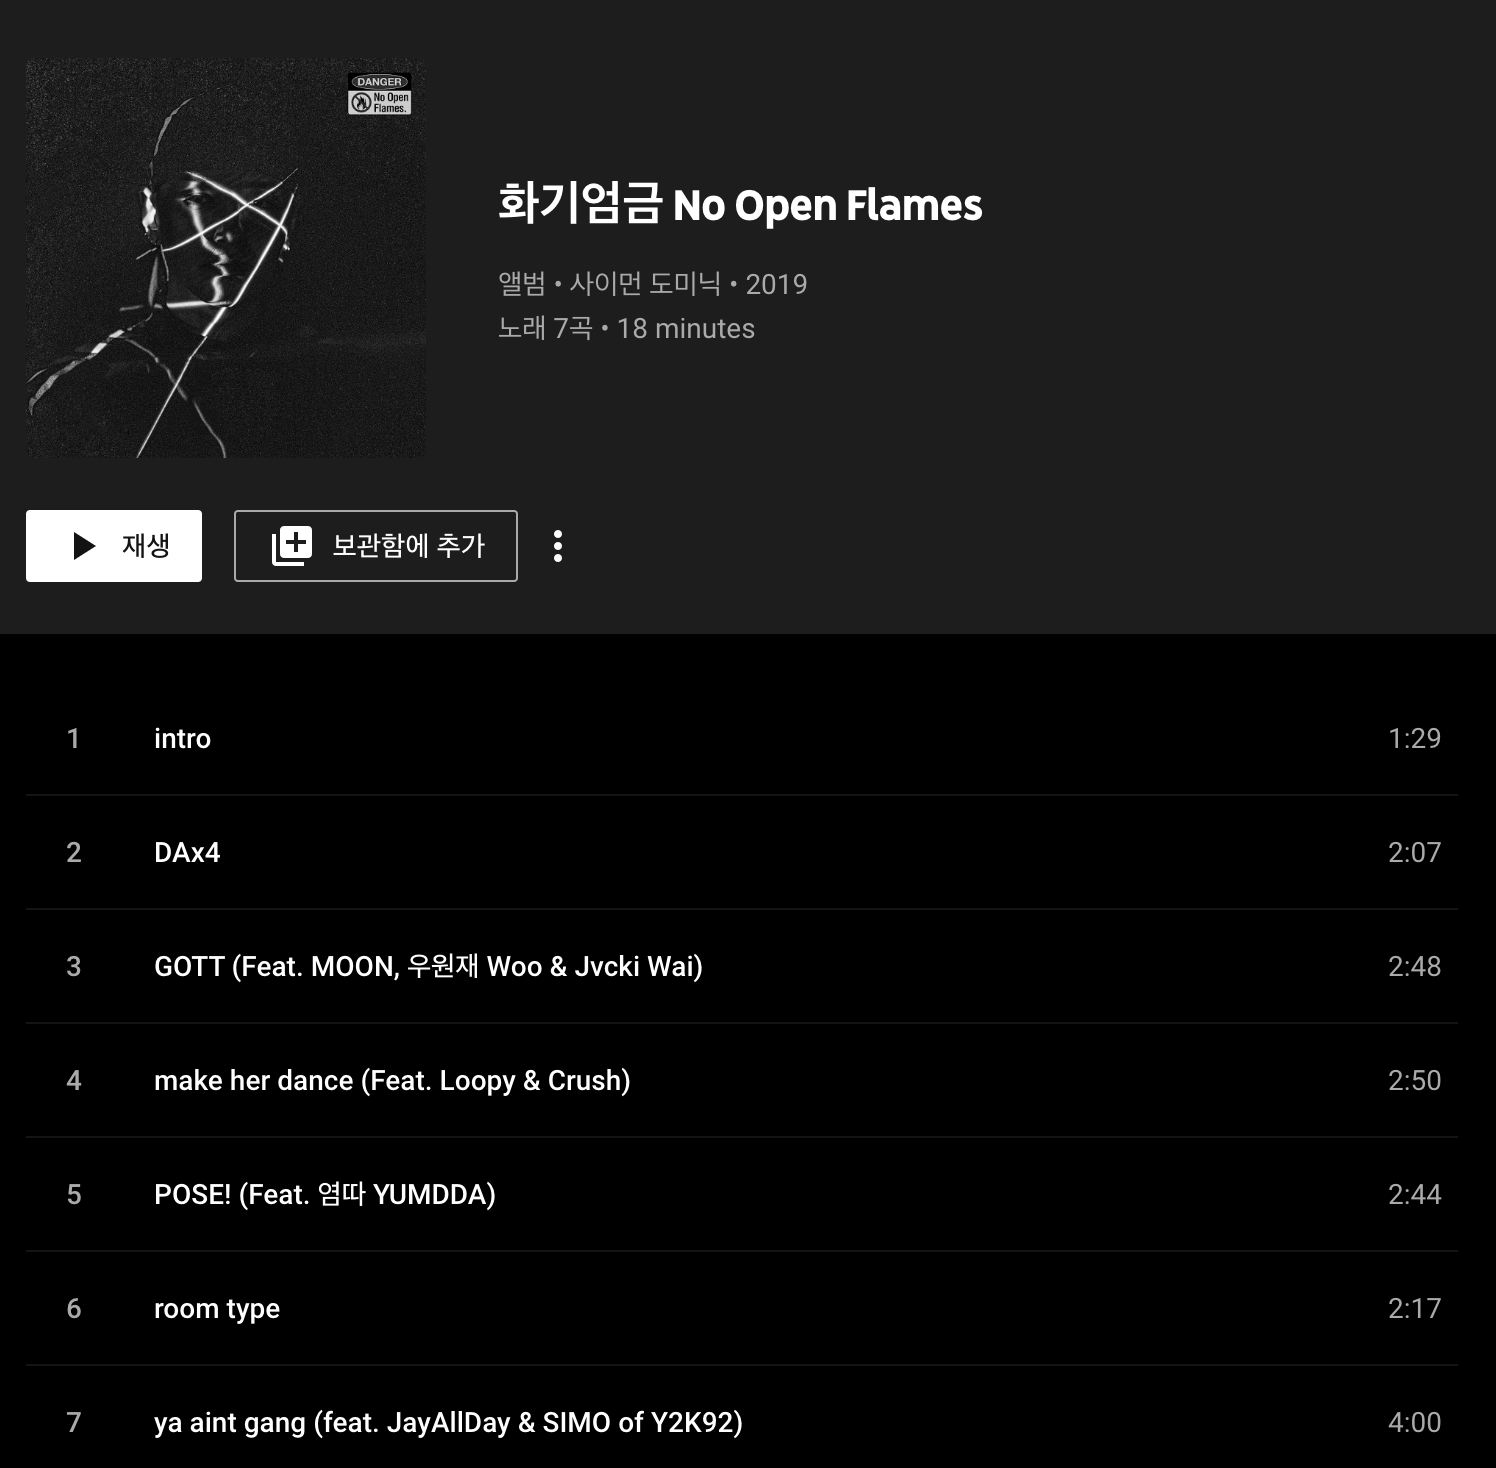 DANGER
No Open
Flames.
화기엄금 No Open Flames
앨범 • 사이먼 도미닉 • 2019
노래 7곡 • 18 minutes
재생
보관함에 추가
1 intro 1:29
2 DAx4 2:07
3 GOTT (Feat. MOON, 우원재 Woo & Jvcki Wai) 2:48
4 make her dance (Feat. Loopy & Crush) 2:50
5 POSE! (Feat. 염따 YUMDDA) 2:44
6 room type 2:17
7 ya aint gang (feat. JayAllDay & SIMO of Y2K92) 4:00